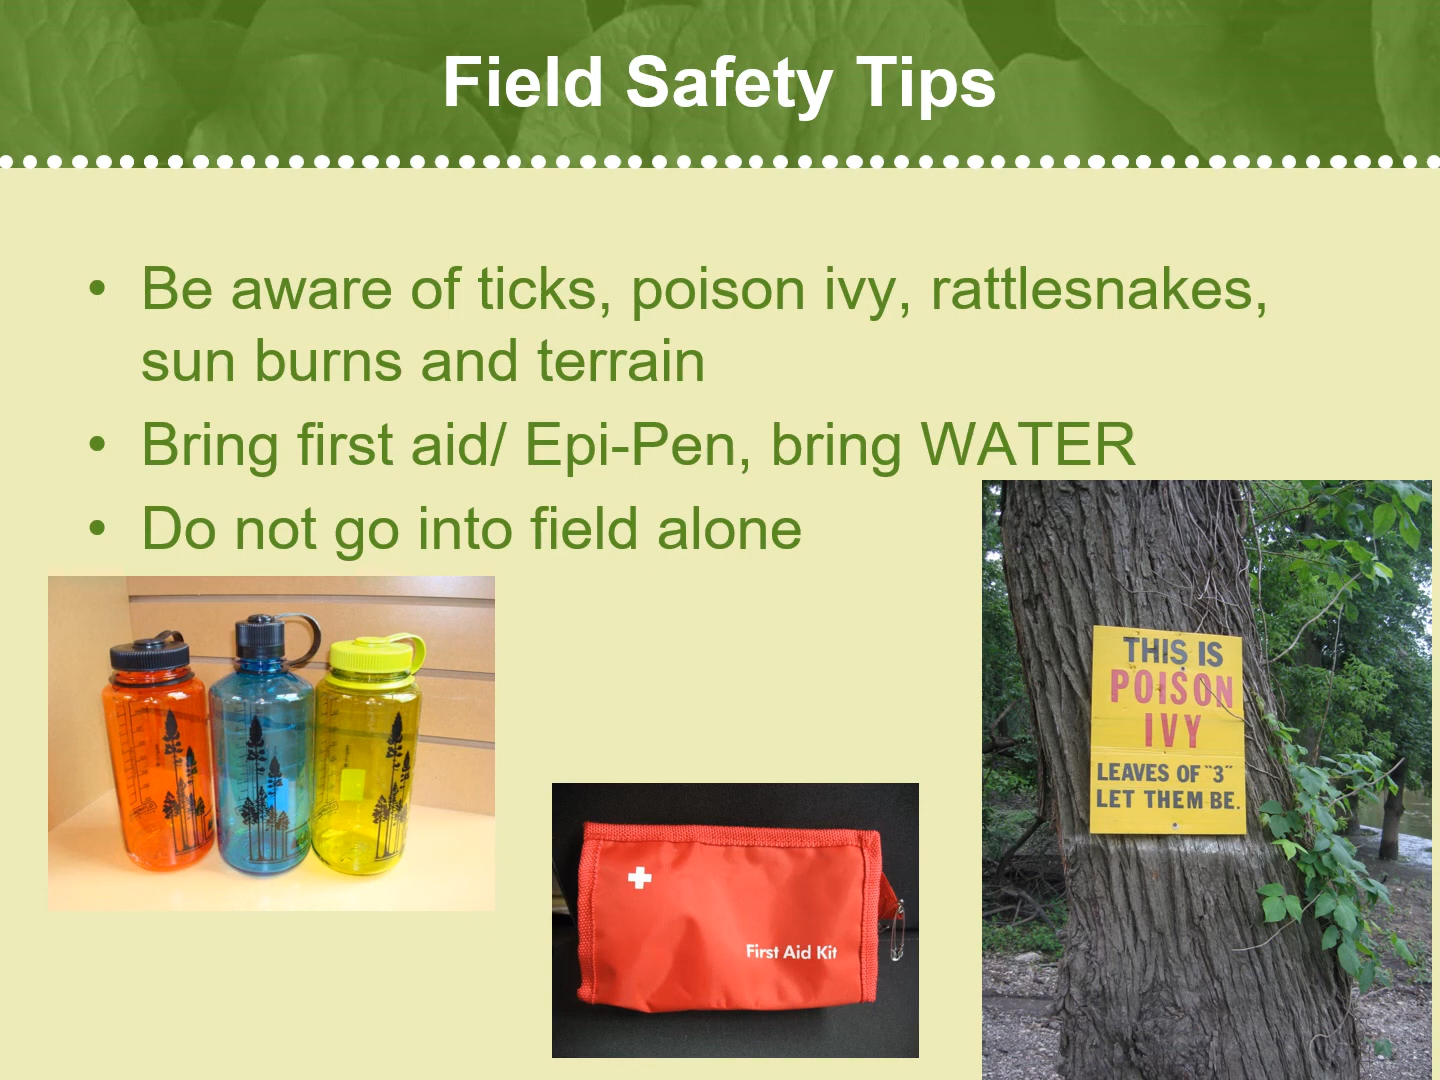 Field Safety Tips
• Be aware of ticks, poison ivy, rattlesnakes,
sun burns and terrain
• Bring first aid/ Epi-Pen, bring WATER
• Do not go into field alone
THIS IS
POISON
IVY
LEAVES OF "3"
LET THEM BE.
First Aid Kit